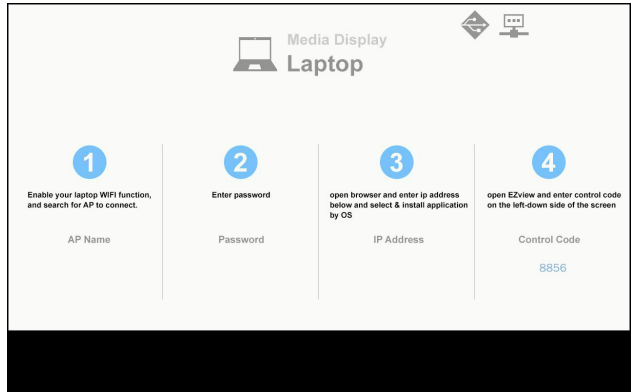 Media Display
Laptop
1
Enable your laptop WIFI function,
and search for AP to connect.
AP Name
2
Enter password
Password
3
open browser and enter ip address
below and select & install application
by OS
IP Address
4
open EZview and enter control code
on the left-down side of the screen
Control Code
8856